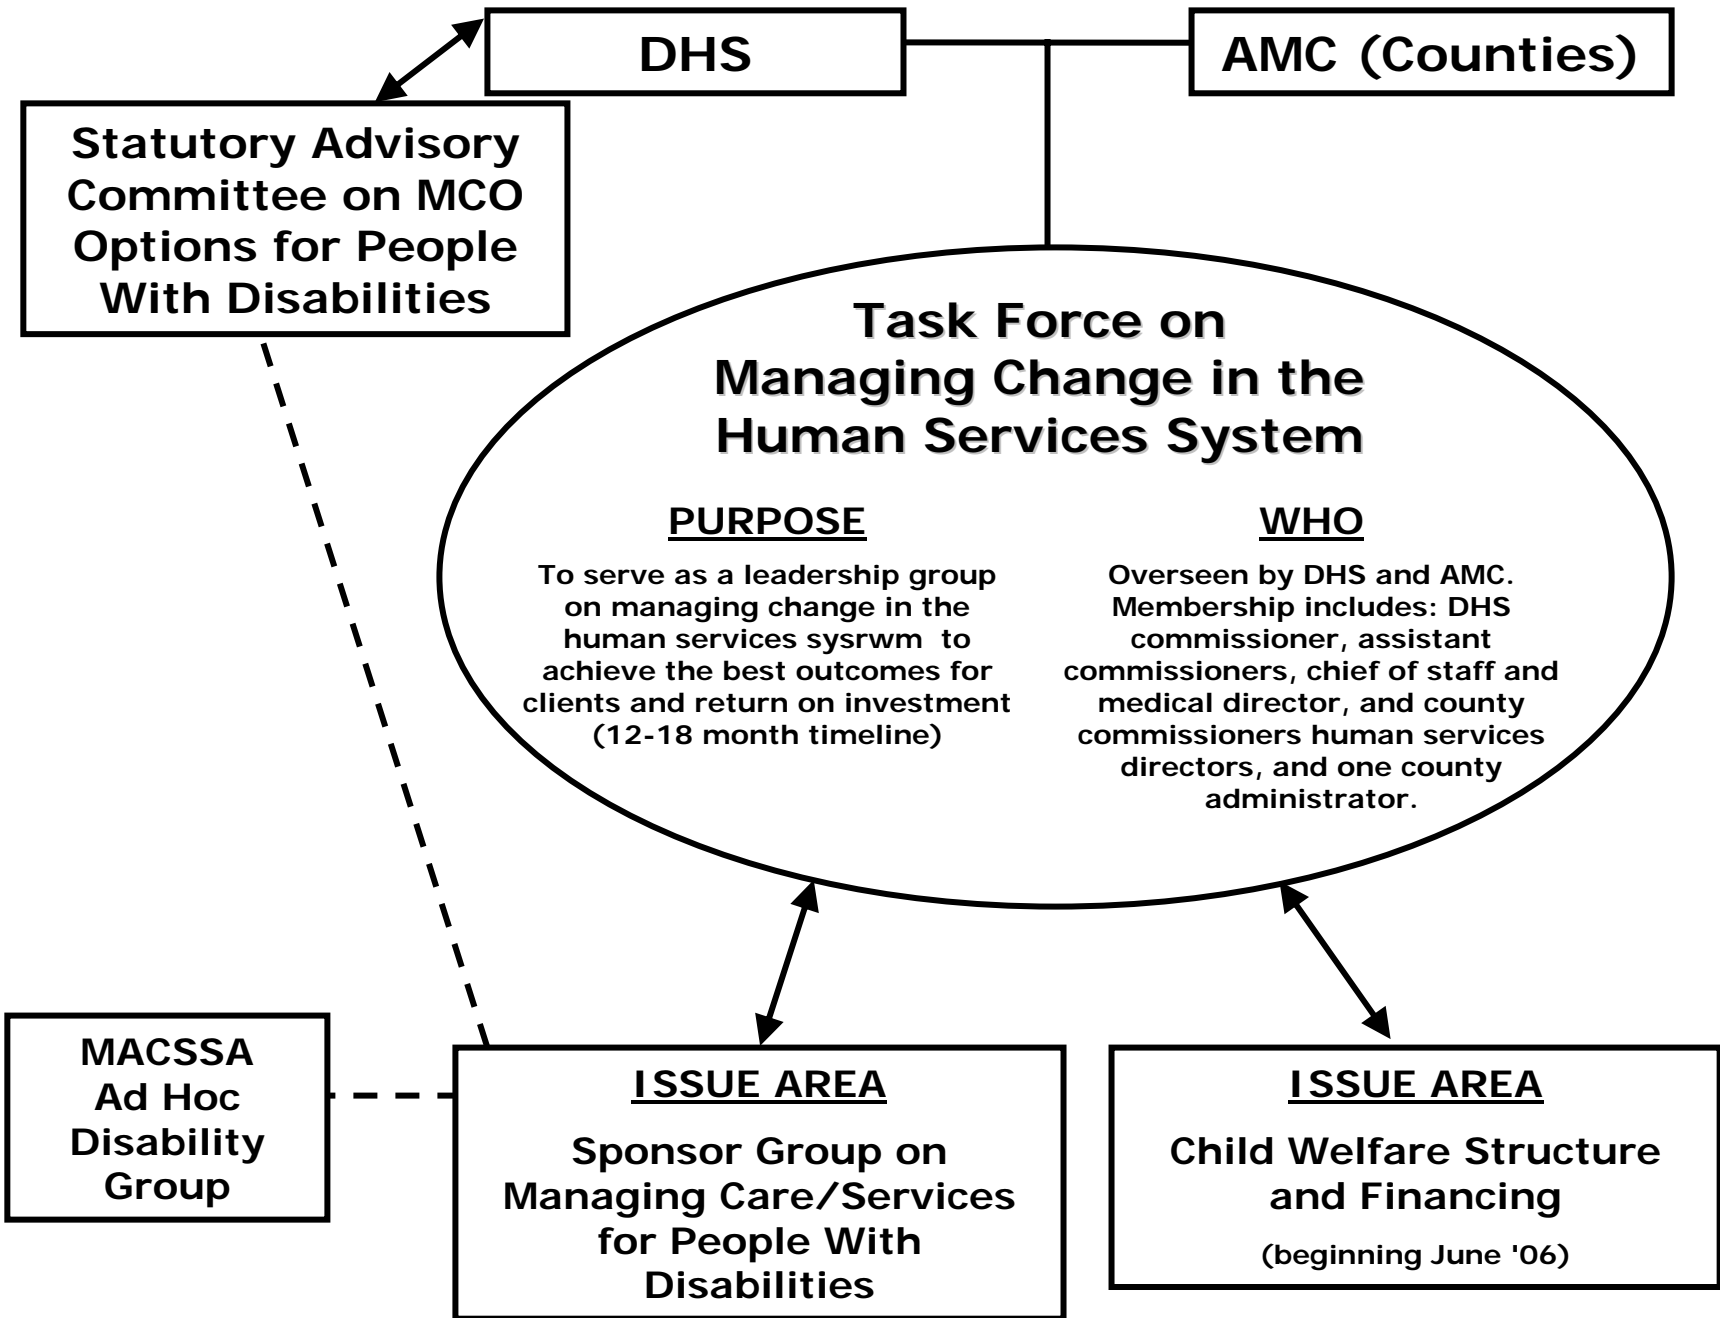 DHS
AMC (Counties)
Statutory Advisory
Committee on MCO
Options for People
With Disabilities
Task Force on
Managing Change in the
Human Services System
PURPOSE
To serve as a leadership group
on managing change in the
human services sysrwm to
achieve the best outcomes for
clients and return on investment
(12-18 month timeline)
WHO
Overseen by DHS and AMC.
Membership includes: DHS
commissioner, assistant
commissioners, chief of staff and
medical director, and county
commissioners human services
directors, and one county
administrator.
MACSSA
Ad Hoc
Disability
Group
ISSUE AREA
Sponsor Group on
Managing Care/Services
for People With
Disabilities
ISSUE AREA
Child Welfare Structure
and Financing
(beginning June '06)